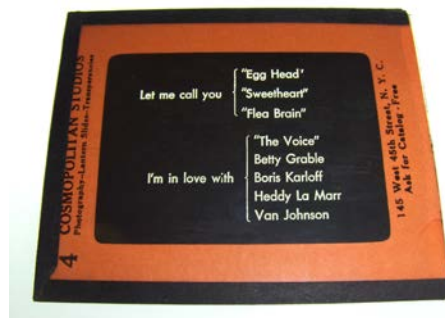 4
COSMOPOLITAN STUDIOS
Photography—Lantern Slides—Transparencies
Let me call you
"Egg Head'
"Sweetheart"
"Flea Brain"
I'm in love with
"The Voice"
Betty Grable
Boris Karloff
Heddy La Marr
Van Johnson
145 West 45th Street, N. Y. C.
Ask for Catalog - Free